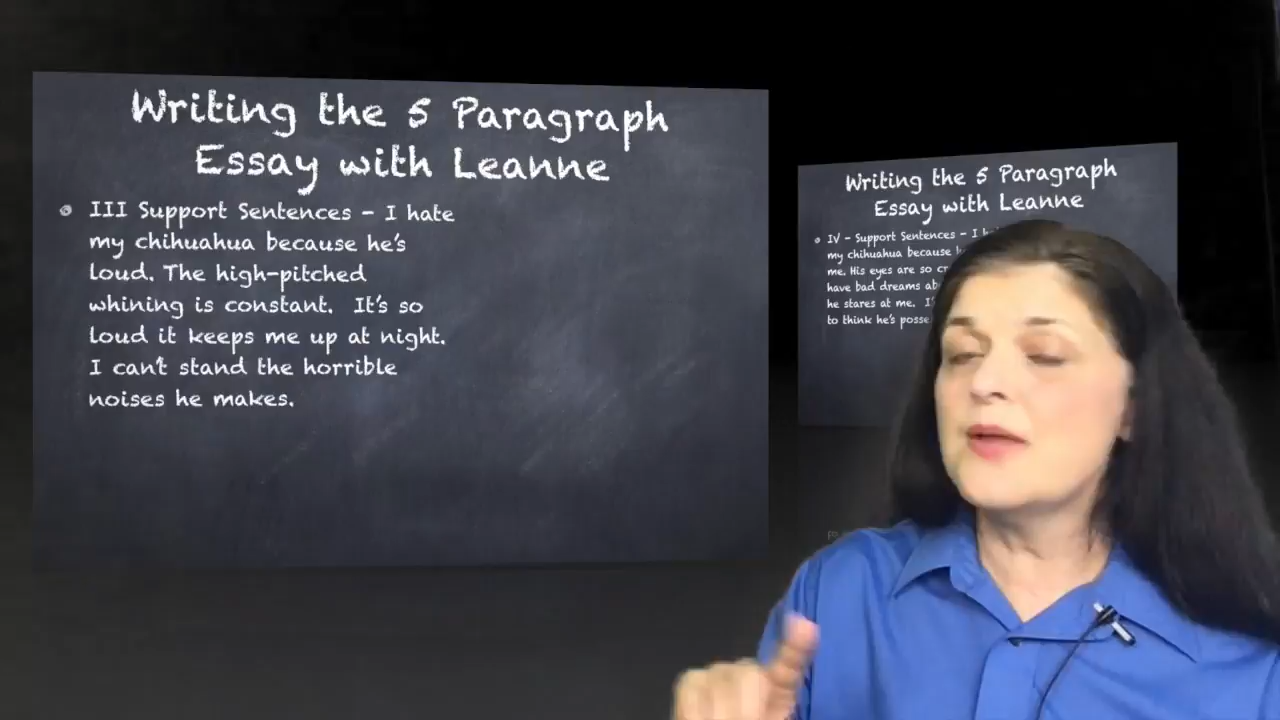 Writing the 5 Paragraph
Essay with Leanne
III Support Sentences - I hate
my chihuahua because he's
loud. The high-pitched
whining is constant. It's so
loud it keeps me up at night.
I can't stand the horrible
noises he makes.
Writing the 5 Paragraph
Essay with Leanne
IV - Support Sentences - I
my chihuahua because
me. His eyes are so
have bad dreams
he stares at me.
to think he's